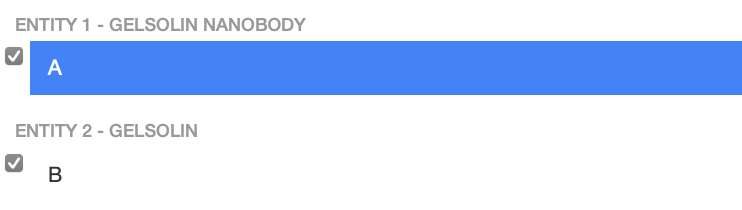 ENTITY 1 - GELSOLIN NANOBODY
A
ENTITY 2 - GELSOLIN
B